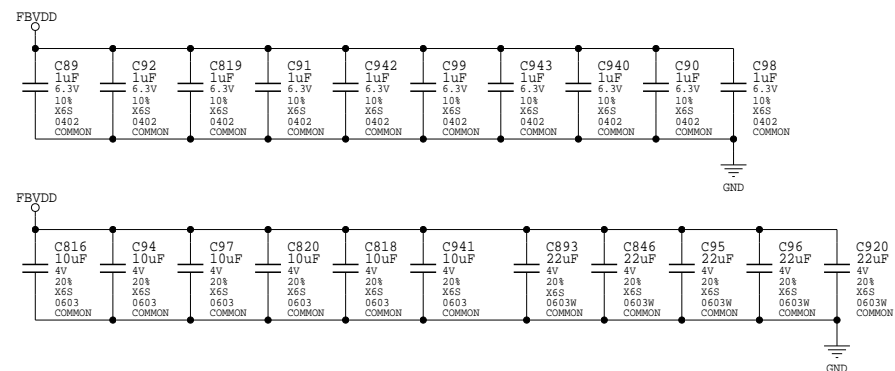 FBVDD
C89 C92 C819 C91 C942 C99 C943 C940 C90 C98
1uF 1uF 1uF 1uF 1uF 1uF 1uF 1uF 1uF 1uF
6.3V 6.3V 6.3V 6.3V 6.3V 6.3V 6.3V 6.3V 6.3V 6.3V
10% 10% 10% 10% 10% 10% 10% 10% 10% 10%
X6S X6S X6S X6S X6S X6S X6S X6S X6S X6S
0402 0402 0402 0402 0402 0402 0402 0402 0402 0402
COMMON COMMON COMMON COMMON COMMON COMMON COMMON COMMON COMMON COMMON
GND
FBVDD
C816 C94 C97 C820 C818 C941 C893 C846 C95 C96 C920
10uF 10uF 10uF 10uF 10uF 10uF 22uF 22uF 22uF 22uF 22uF
4V 4V 4V 4V 4V 4V 4V 4V 4V 4V 4V
20% 20% 20% 20% 20% 20% 20% 20% 20% 20% 20%
X6S X6S X6S X6S X6S X6S X6S X6S X6S X6S X6S
0603 0603 0603 0603 0603 0603 0603W 0603W 0603W 0603W 0603W
COMMON COMMON COMMON COMMON COMMON COMMON COMMON COMMON COMMON COMMON COMMON
GND